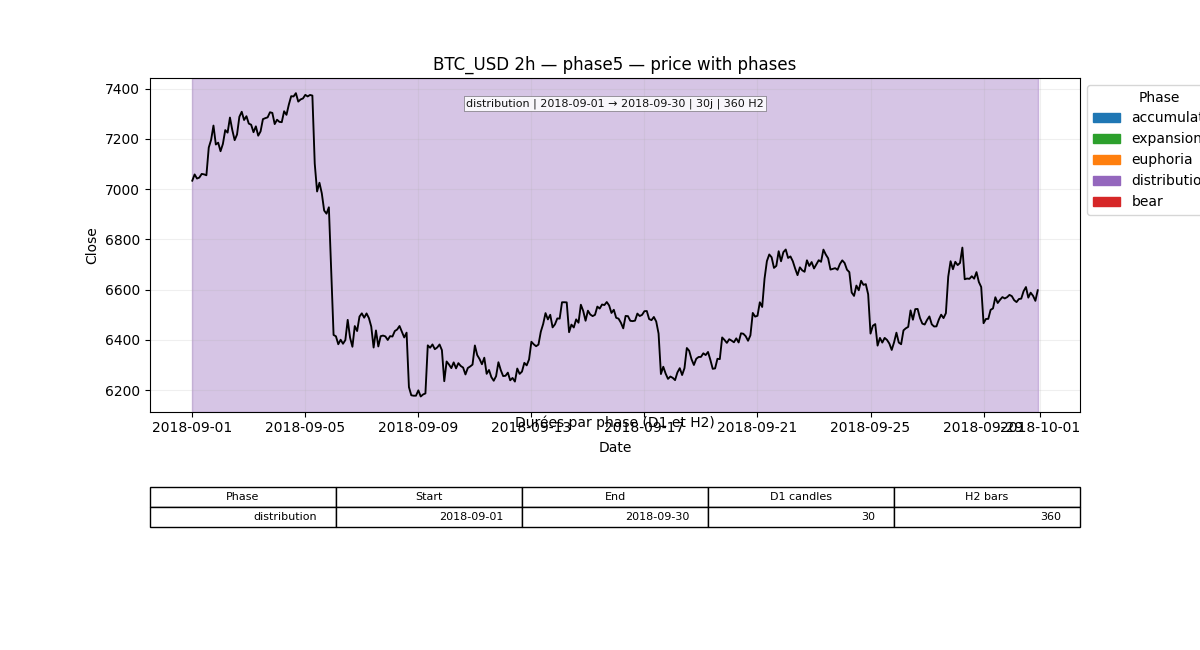 BTC_USD 2h — phase5 — price with phases
distribution | 2018-09-01 → 2018-09-30 | 30j | 360 H2
Close
7400
7200
7000
6800
6600
6400
6200
2018-09-01 2018-09-05 2018-09-09 2018-09-13 2018-09-17 2018-09-21 2018-09-25 2018-09-29 2018-10-01
Durées par phase (D1 et H2)
Date
Phase
accumulat
expansion
euphoria
distributio
bear
Phase Start End D1 candles H2 bars
distribution 2018-09-01 2018-09-30 30 360